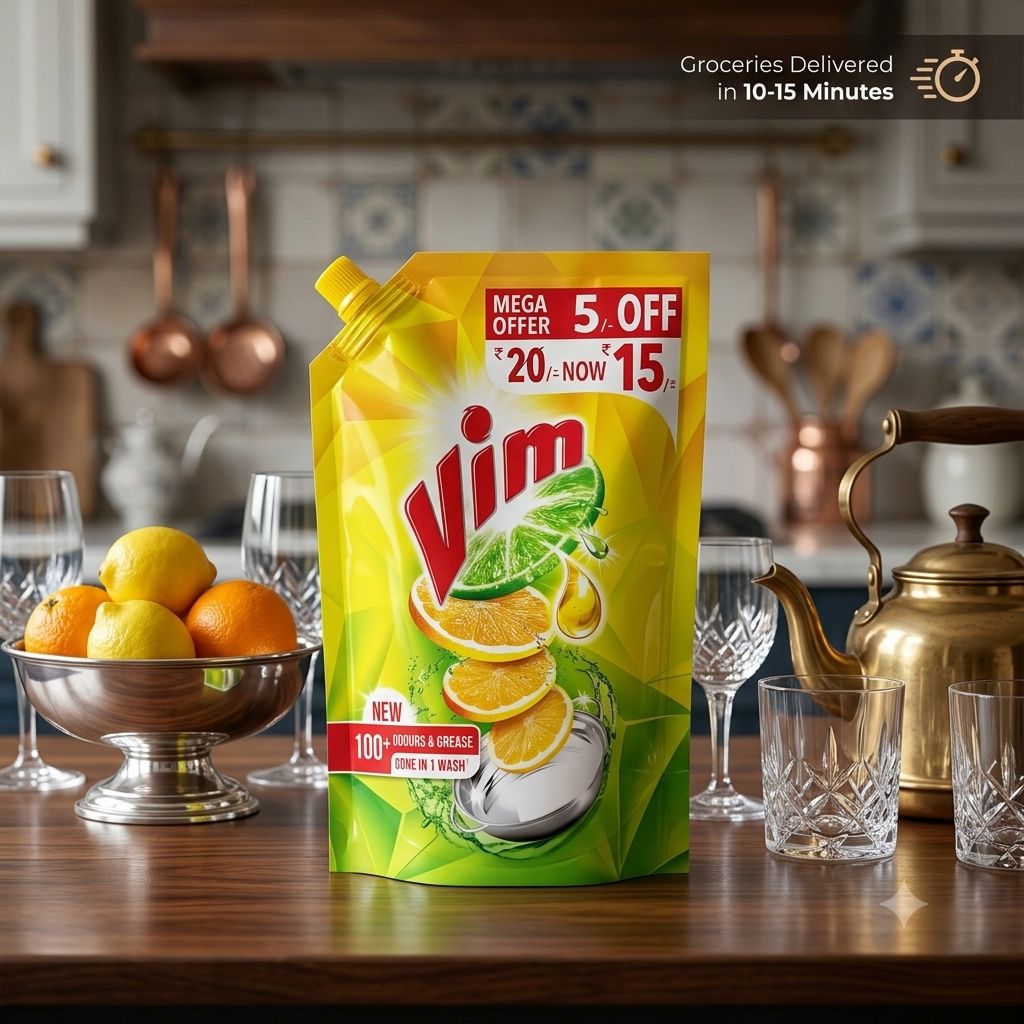 Groceries Delivered
in 10-15 Minutes
MEGA
OFFER 5/- OFF
₹20/- NOW ₹15/-
Vim
NEW
100+ ODOURS & GREASE
GONE IN 1 WASH